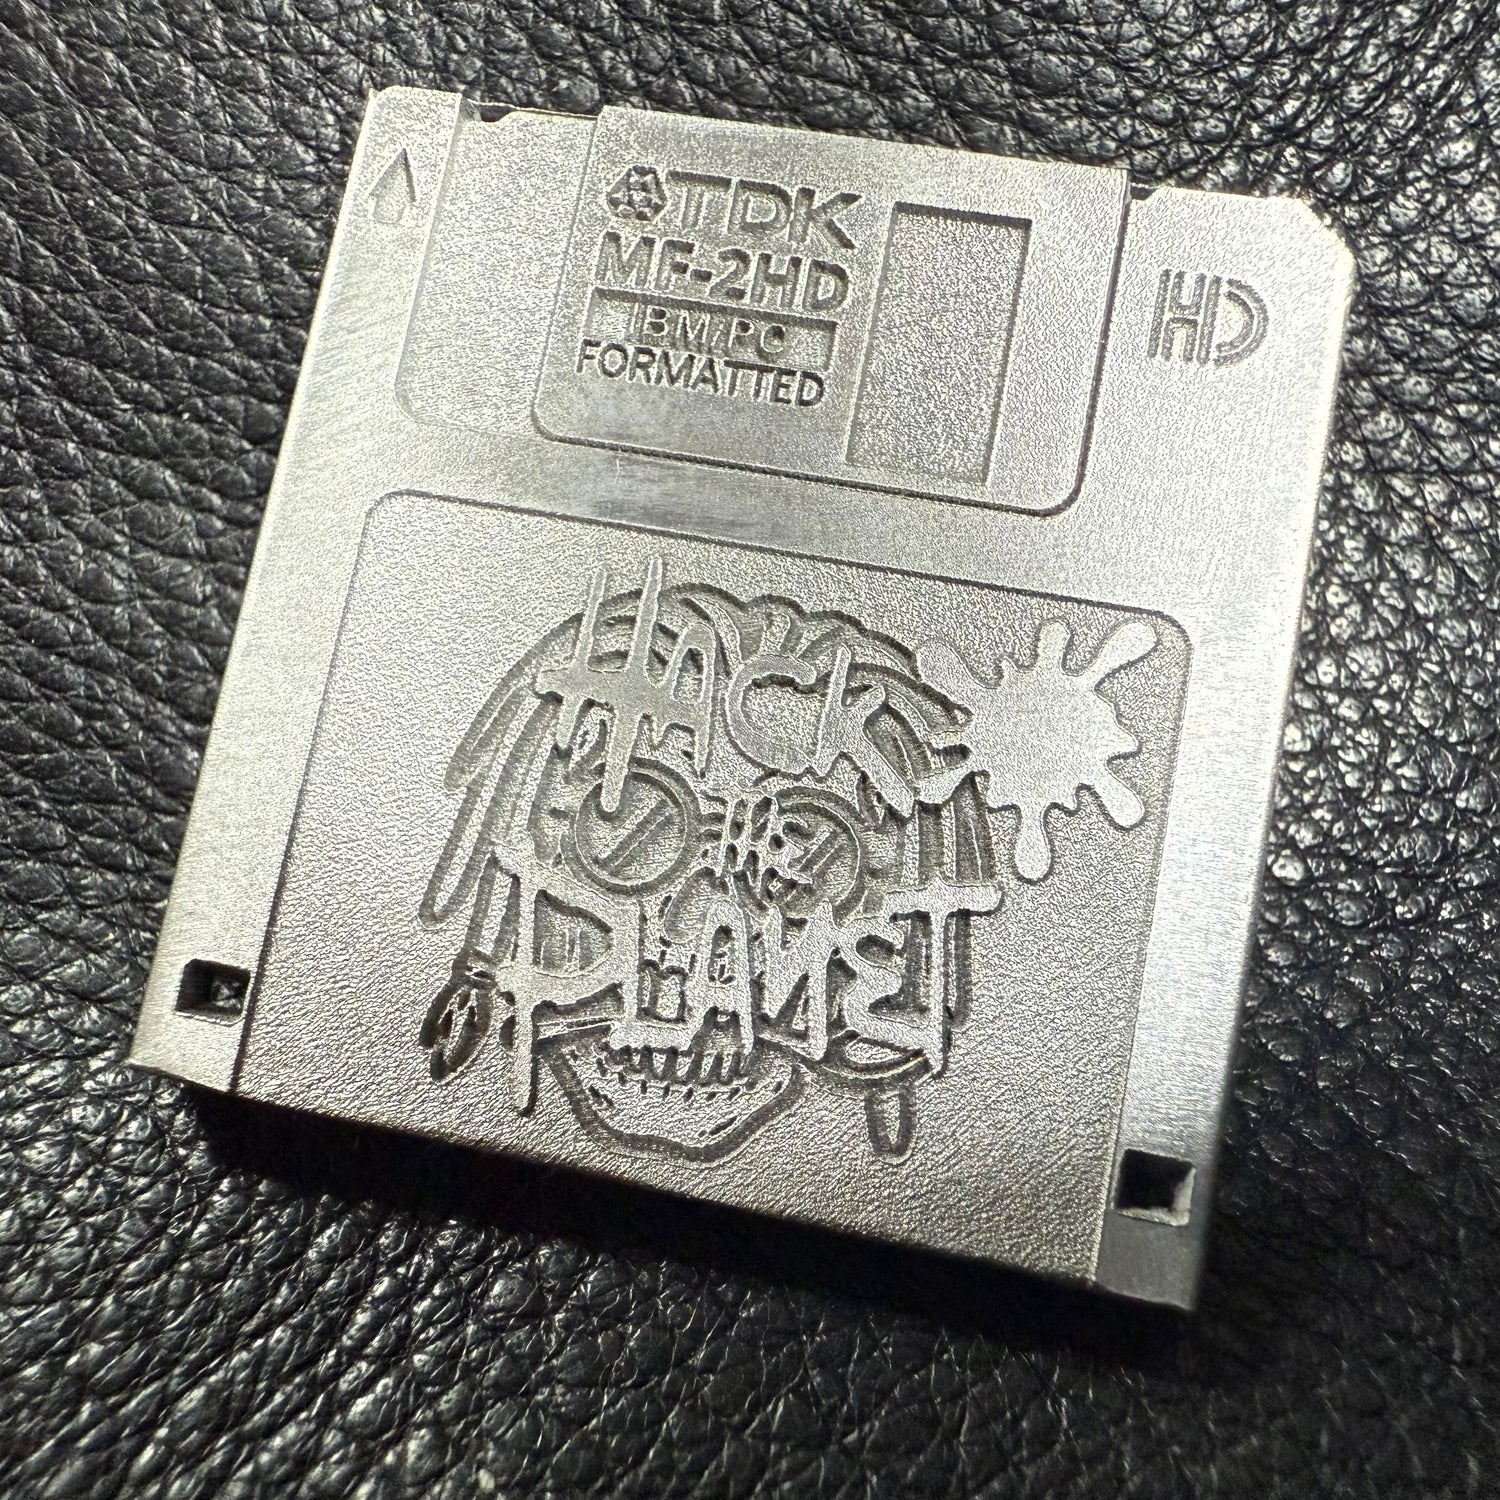 TDK
MF-2HD
IBM/PC
FORMATTED
HD
HACK
PLANET